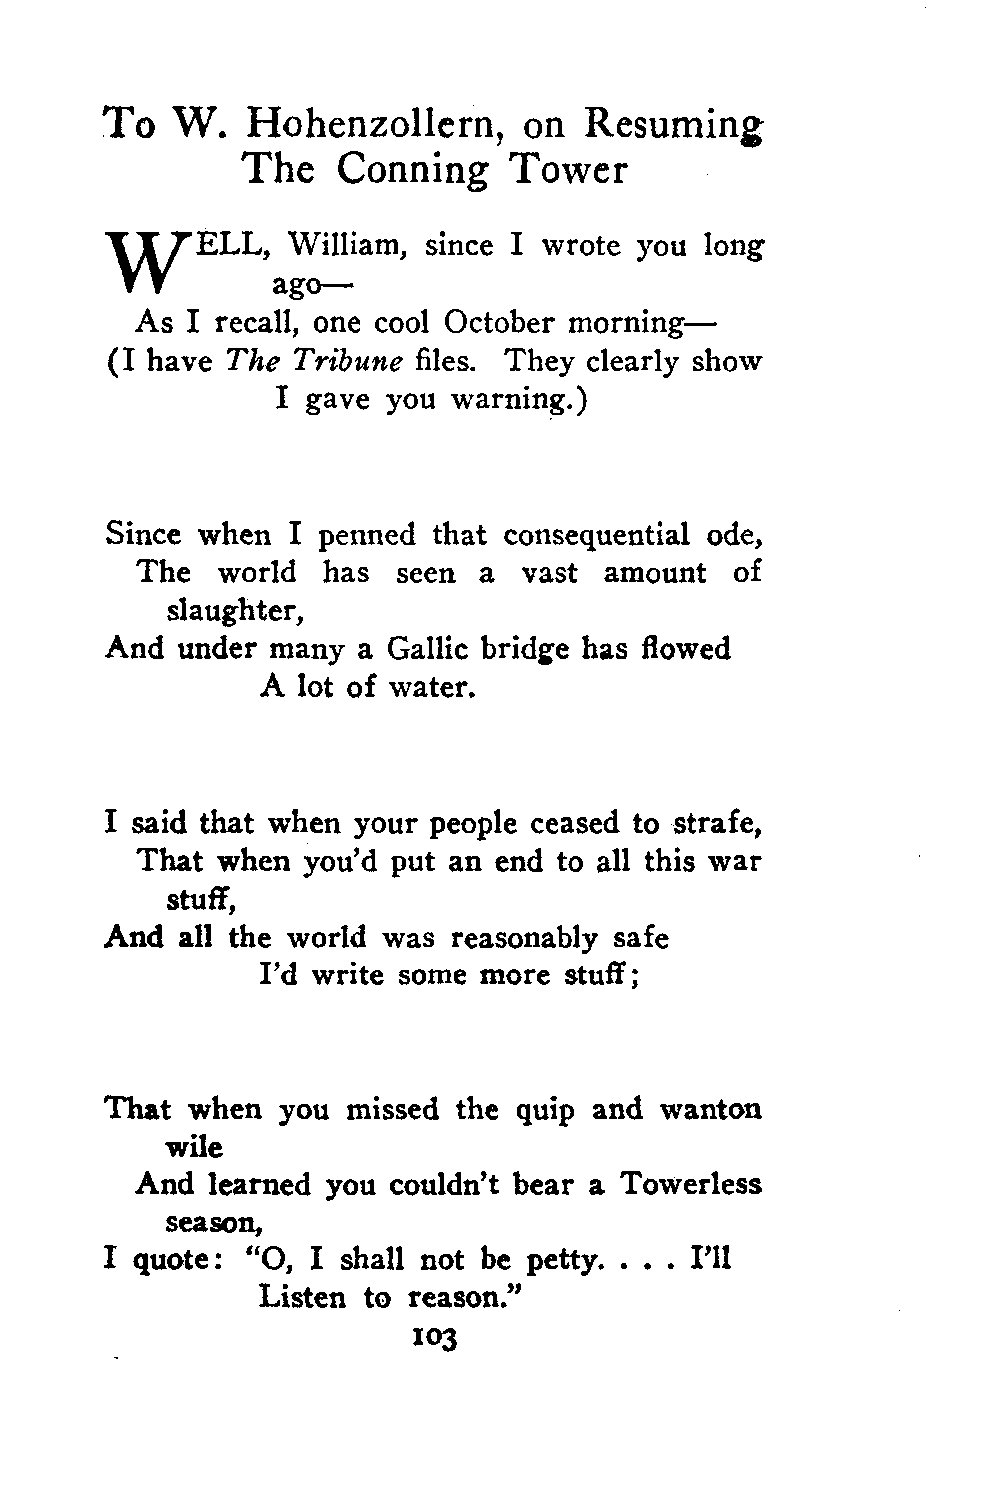 To W. Hohenzollern, on Resuming
The Conning Tower
WELL, William, since I wrote you long
ago—
As I recall, one cool October morning—
(I have The Tribune files. They clearly show
I gave you warning.)
Since when I penned that consequential ode,
The world has seen a vast amount of
slaughter,
And under many a Gallic bridge has flowed
A lot of water.
I said that when your people ceased to strafe,
That when you'd put an end to all this war
stuff,
And all the world was reasonably safe
I'd write some more stuff;
That when you missed the quip and wanton
wile
And learned you couldn't bear a Towerless
season,
I quote: “O, I shall not be petty. . . . I'll
Listen to reason.”
103